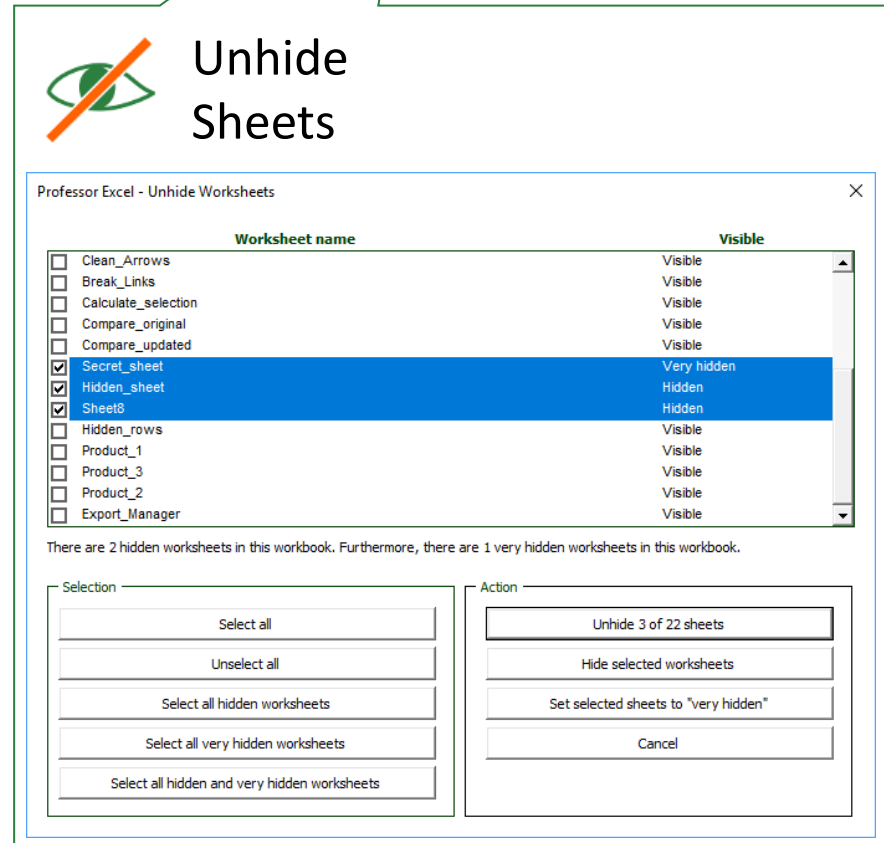 Unhide
Sheets
Professor Excel - Unhide Worksheets
Worksheet name Visible
Clean_Arrows Visible
Break_Links Visible
Calculate_selection Visible
Compare_original Visible
Compare_updated Visible
Secret_sheet Very hidden
Hidden_sheet Hidden
Sheet8 Hidden
Hidden_rows Visible
Product_1 Visible
Product_3 Visible
Product_2 Visible
Export_Manager Visible
There are 2 hidden worksheets in this workbook. Furthermore, there are 1 very hidden worksheets in this workbook.
Selection
Select all
Unselect all
Select all hidden worksheets
Select all very hidden worksheets
Select all hidden and very hidden worksheets
Action
Unhide 3 of 22 sheets
Hide selected worksheets
Set selected sheets to "very hidden"
Cancel